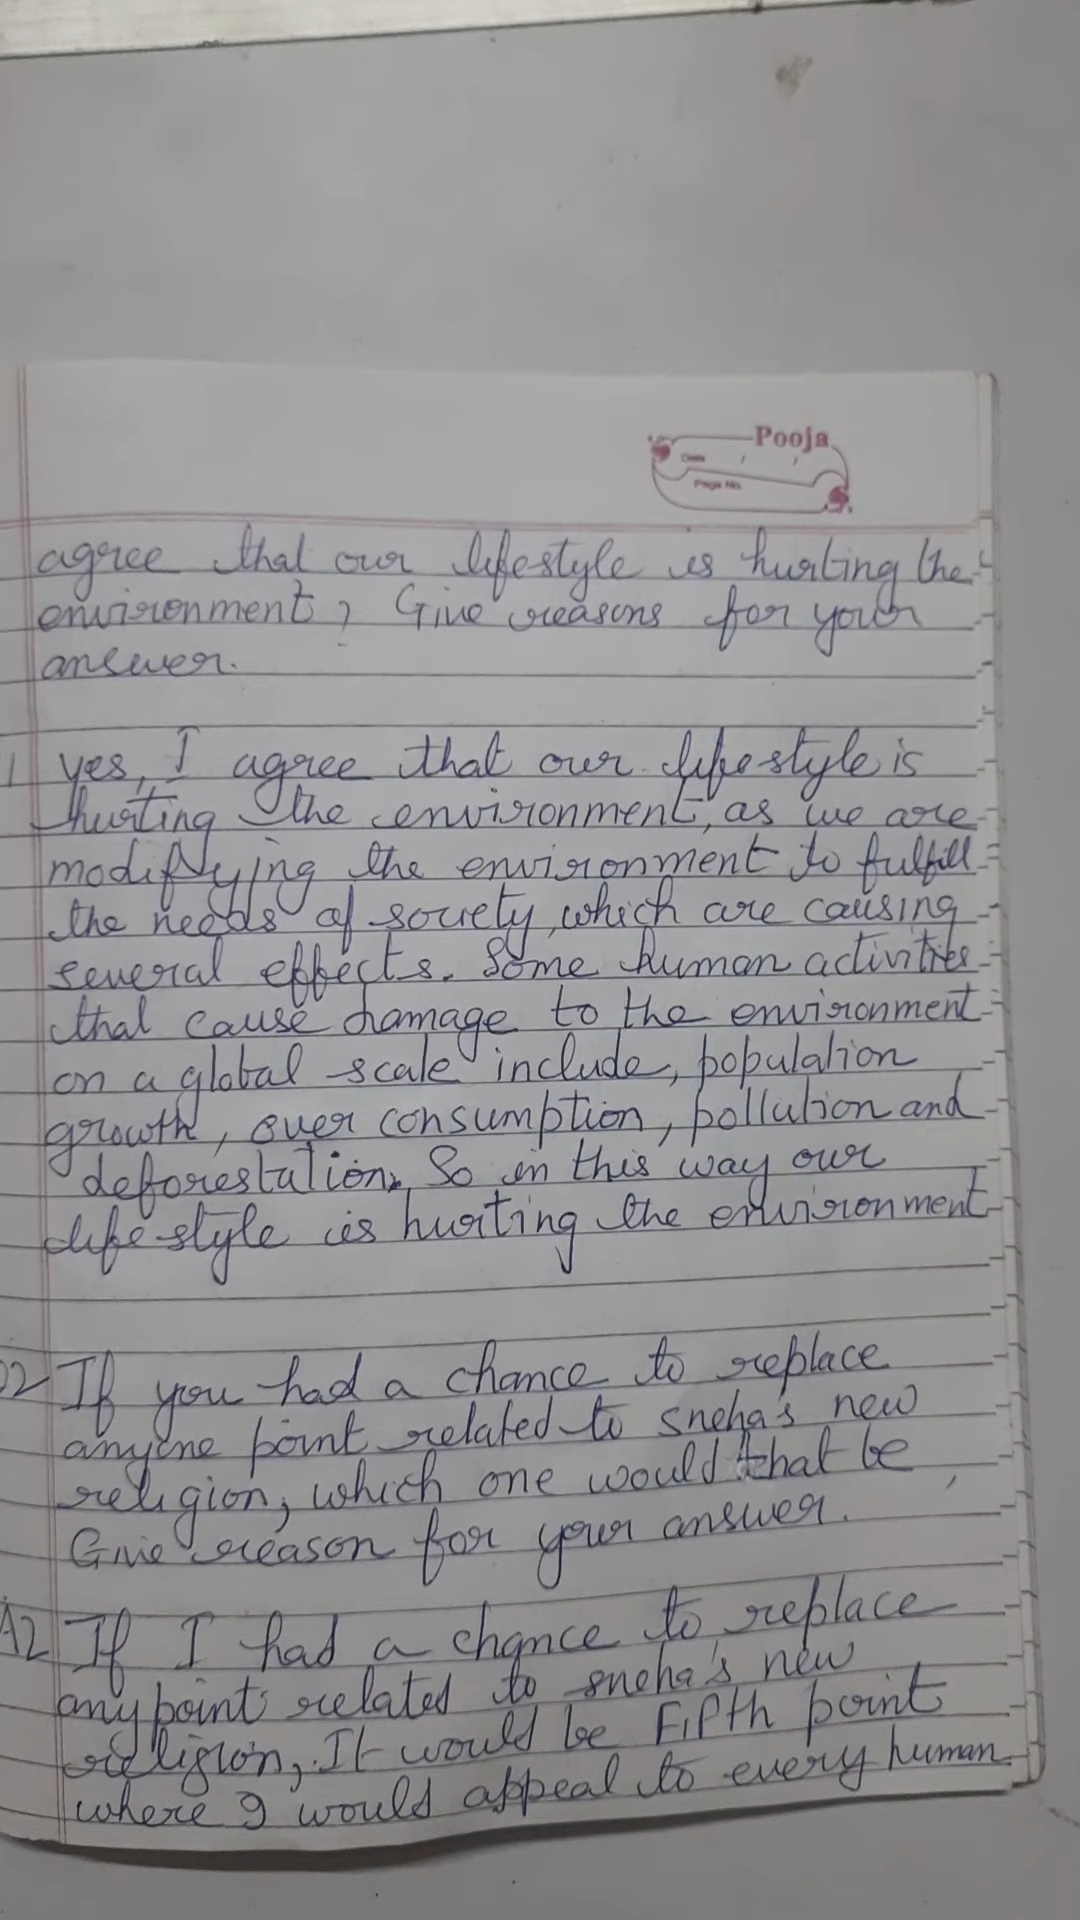 Pooja
Date / /
Page No.
agree that our lifestyle is hurting the
environment? Give reasons for your
answer.
1 yes, I agree that our lifestyle is
hurting the environment, as we are
modifying the environment to fulfill
the needs of society, which are causing
several effects. Some human activities
that cause damage to the environment
on a global scale include, population
growth, over consumption, pollution and
deforestation. So in this way our
lifestyle is hurting the environment
Q2 If you had a chance to replace
anyone point related to sneha's new
religion, which one would that be,
Give reason for your answer.
A2 If I had a chance to replace
any point related to sneha's new
religion, It would be Fifth point
where I would appeal to every human